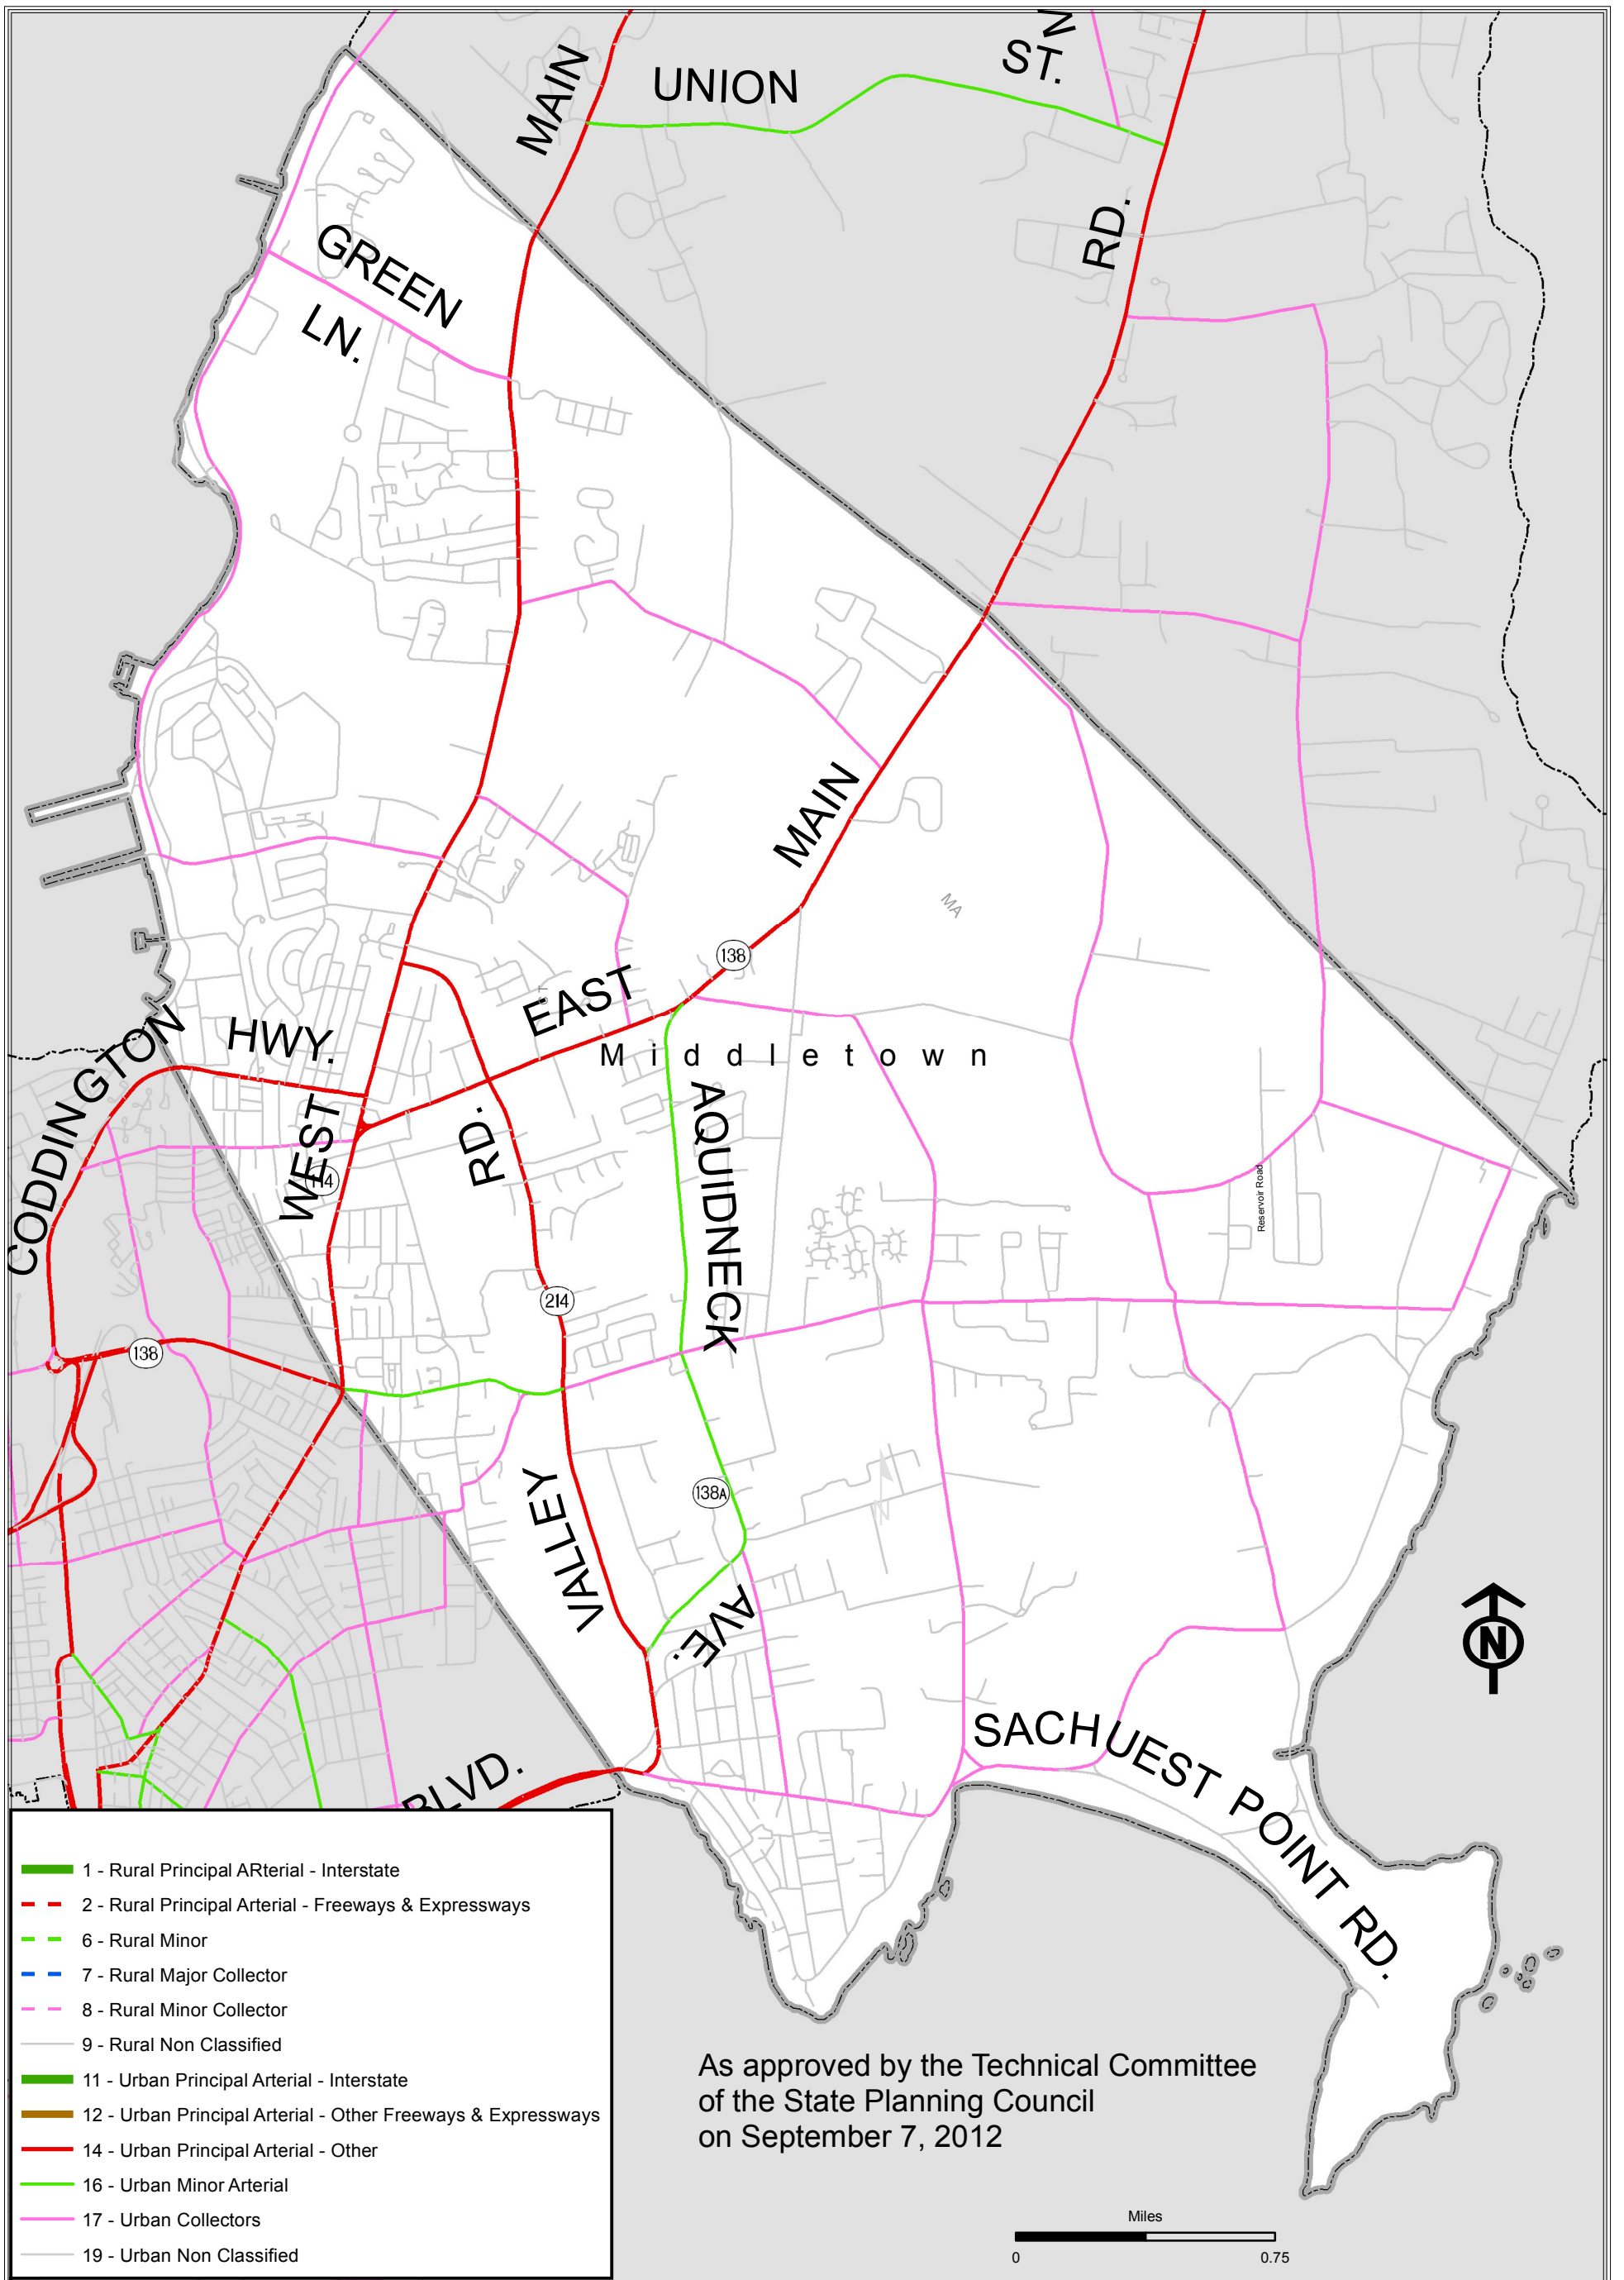 MAIN
UNION
ST.
N
RD.
GREEN
LN.
MAIN
MA
138
EAST
HWY.
Middletown
CODDINGTON
WEST
114
RD.
AQUIDNECK
Reservoir Road
214
138
138A
VALLEY
AVE.
N
SACHUEST POINT RD.
BLVD.
1 - Rural Principal ARterial - Interstate
2 - Rural Principal Arterial - Freeways & Expressways
6 - Rural Minor
7 - Rural Major Collector
8 - Rural Minor Collector
9 - Rural Non Classified
11 - Urban Principal Arterial - Interstate
12 - Urban Principal Arterial - Other Freeways & Expressways
14 - Urban Principal Arterial - Other
16 - Urban Minor Arterial
17 - Urban Collectors
19 - Urban Non Classified
As approved by the Technical Committee
of the State Planning Council
on September 7, 2012
Miles
0 0.75